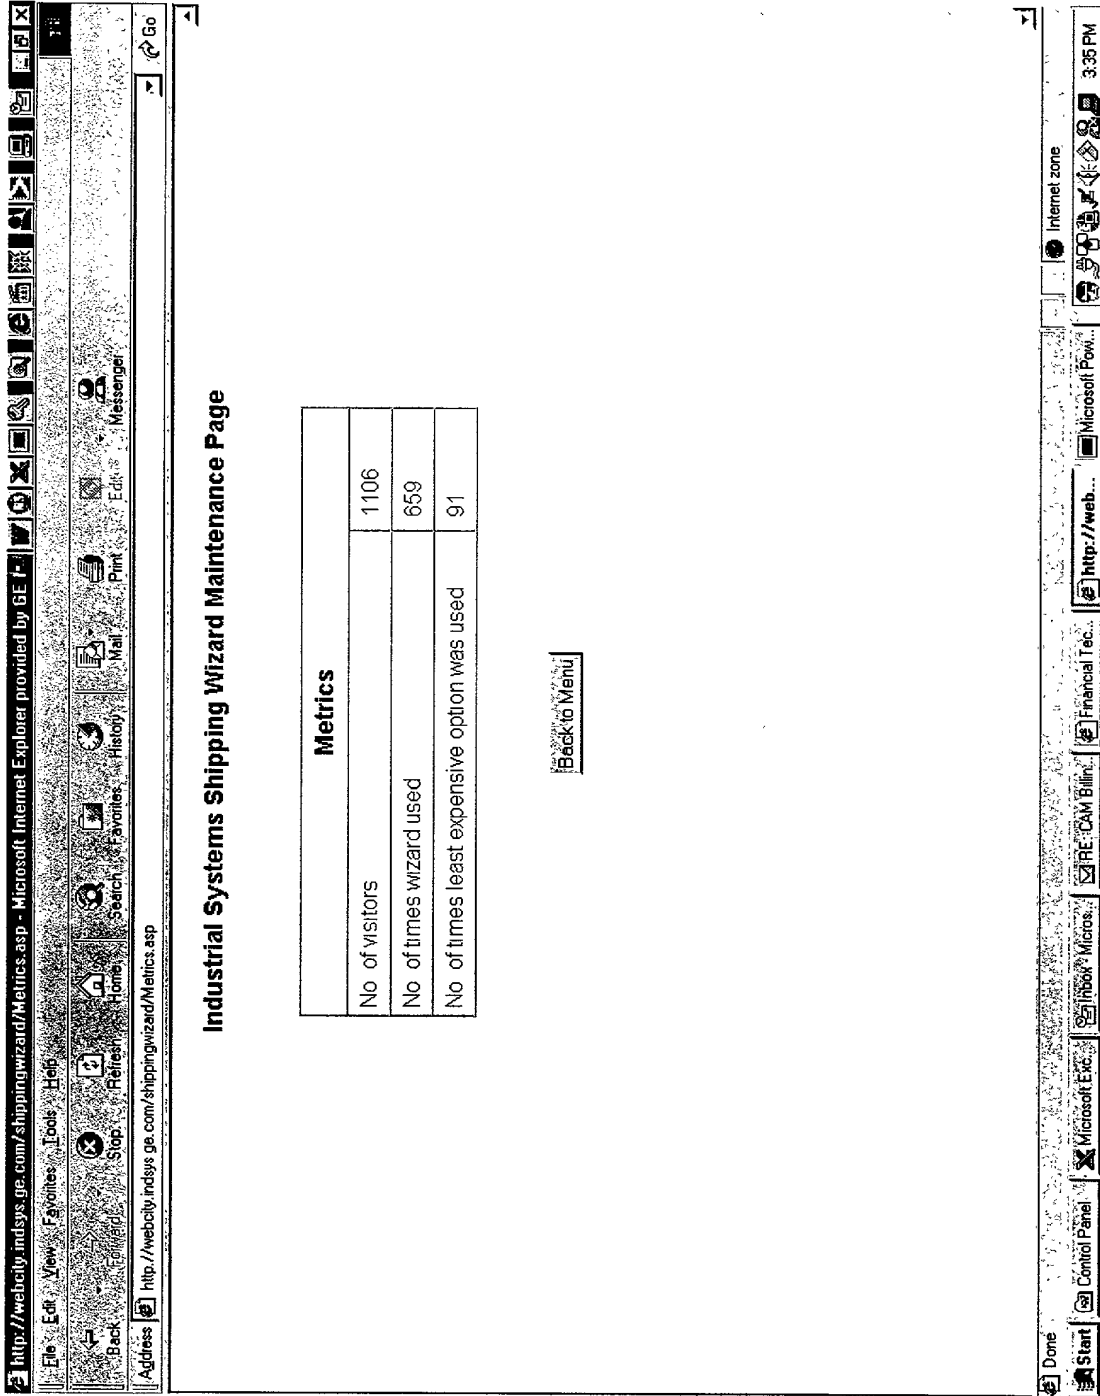 http://webcity.indsys.ge.com/shippingwizard/Metrics.asp - Microsoft Internet Explorer provided by GE
File Edit View Favorites Tools Help
Back Forward Stop Refresh Home Search Favorites History Mail Print Edit Messenger
Address http://webcity.indsys ge.com/shippingwizard/Metrics.asp Go
Industrial Systems Shipping Wizard Maintenance Page
Metrics
No of visitors 1106
No of times wizard used 659
No of times least expensive option was used 91
Back to Menu
Done Internet zone
Start Control Panel Microsoft Exc... Inbox - Micros... RE: CAM Billin... Financial Tec... http://web... Microsoft Pow... 3:35 PM